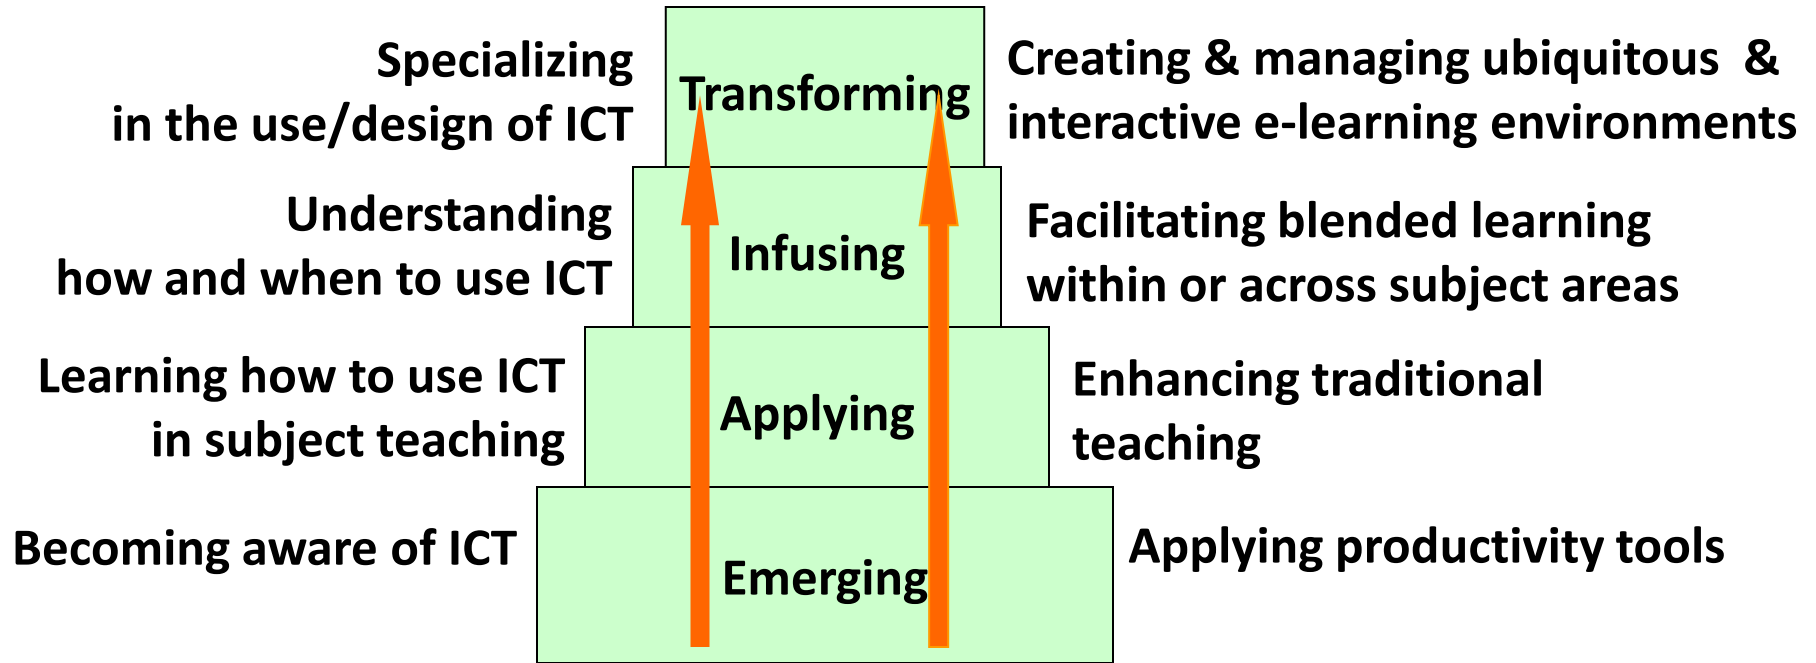 Specializing
in the use/design of ICT
Transforming
Creating & managing ubiquitous &
interactive e-learning environments
Understanding
how and when to use ICT
Infusing
Facilitating blended learning
within or across subject areas
Learning how to use ICT
in subject teaching
Applying
Enhancing traditional
teaching
Becoming aware of ICT
Emerging
Applying productivity tools